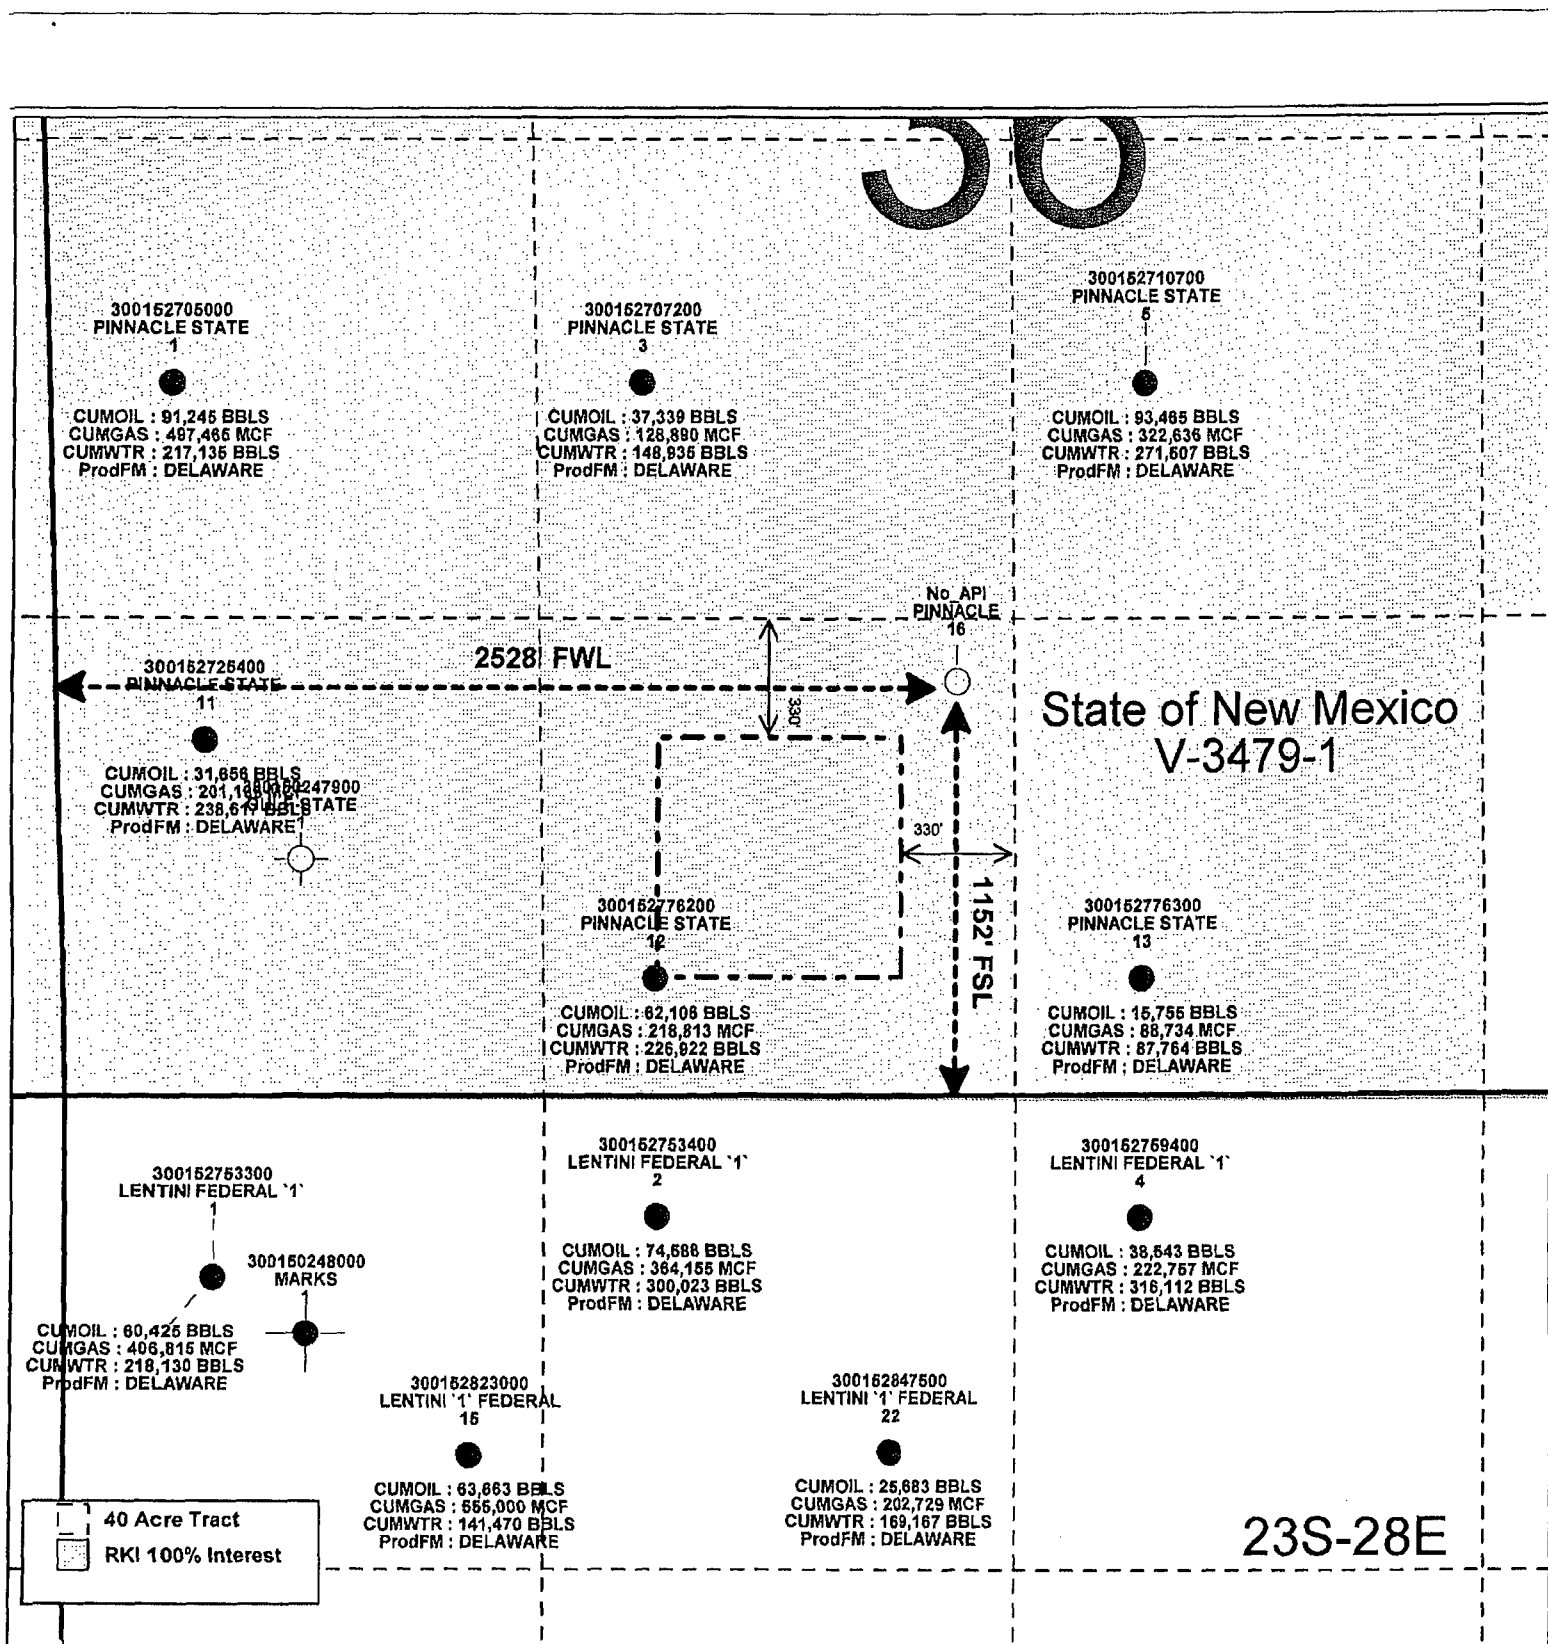 36
300152705000
PINNACLE STATE
1
CUMOIL : 91,245 BBLS
CUMGAS : 497,465 MCF
CUMWTR : 217,135 BBLS
ProdFM : DELAWARE
300152707200
PINNACLE STATE
3
CUMOIL : 37,339 BBLS
CUMGAS : 128,890 MCF
CUMWTR : 148,935 BBLS
ProdFM : DELAWARE
300152710700
PINNACLE STATE
5
CUMOIL : 93,465 BBLS
CUMGAS : 322,636 MCF
CUMWTR : 271,607 BBLS
ProdFM : DELAWARE
No_API
PINNACLE
16
2528' FWL
330'
300152725400
PINNACLE STATE
11
CUMOIL : 31,656 BBLS
CUMGAS :
CUMWTR :
ProdFM : DELAWARE
GULF STATE
1
State of New Mexico
V-3479-1
330'
1152' FSL
300152776200
PINNACLE STATE
12
CUMOIL : 62,106 BBLS
CUMGAS : 218,813 MCF
CUMWTR : 226,922 BBLS
ProdFM : DELAWARE
300152776300
PINNACLE STATE
13
CUMOIL : 15,755 BBLS
CUMGAS : 88,734 MCF
CUMWTR : 87,764 BBLS
ProdFM : DELAWARE
300152753300
LENTINI FEDERAL `1`
1
CUMOIL : 60,425 BBLS
CUMGAS : 406,815 MCF
CUMWTR : 218,130 BBLS
ProdFM : DELAWARE
300150248000
MARKS
1
300152753400
LENTINI FEDERAL `1`
2
CUMOIL : 74,588 BBLS
CUMGAS : 364,155 MCF
CUMWTR : 300,023 BBLS
ProdFM : DELAWARE
300152759400
LENTINI FEDERAL `1`
4
CUMOIL : 38,543 BBLS
CUMGAS : 222,757 MCF
CUMWTR : 316,112 BBLS
ProdFM : DELAWARE
300152823000
LENTINI `1` FEDERAL
15
CUMOIL : 63,663 BBLS
CUMGAS : 555,000 MCF
CUMWTR : 141,470 BBLS
ProdFM : DELAWARE
300152847500
LENTINI `1` FEDERAL
22
CUMOIL : 25,683 BBLS
CUMGAS : 202,729 MCF
CUMWTR : 169,167 BBLS
ProdFM : DELAWARE
40 Acre Tract
RKI 100% Interest
23S-28E